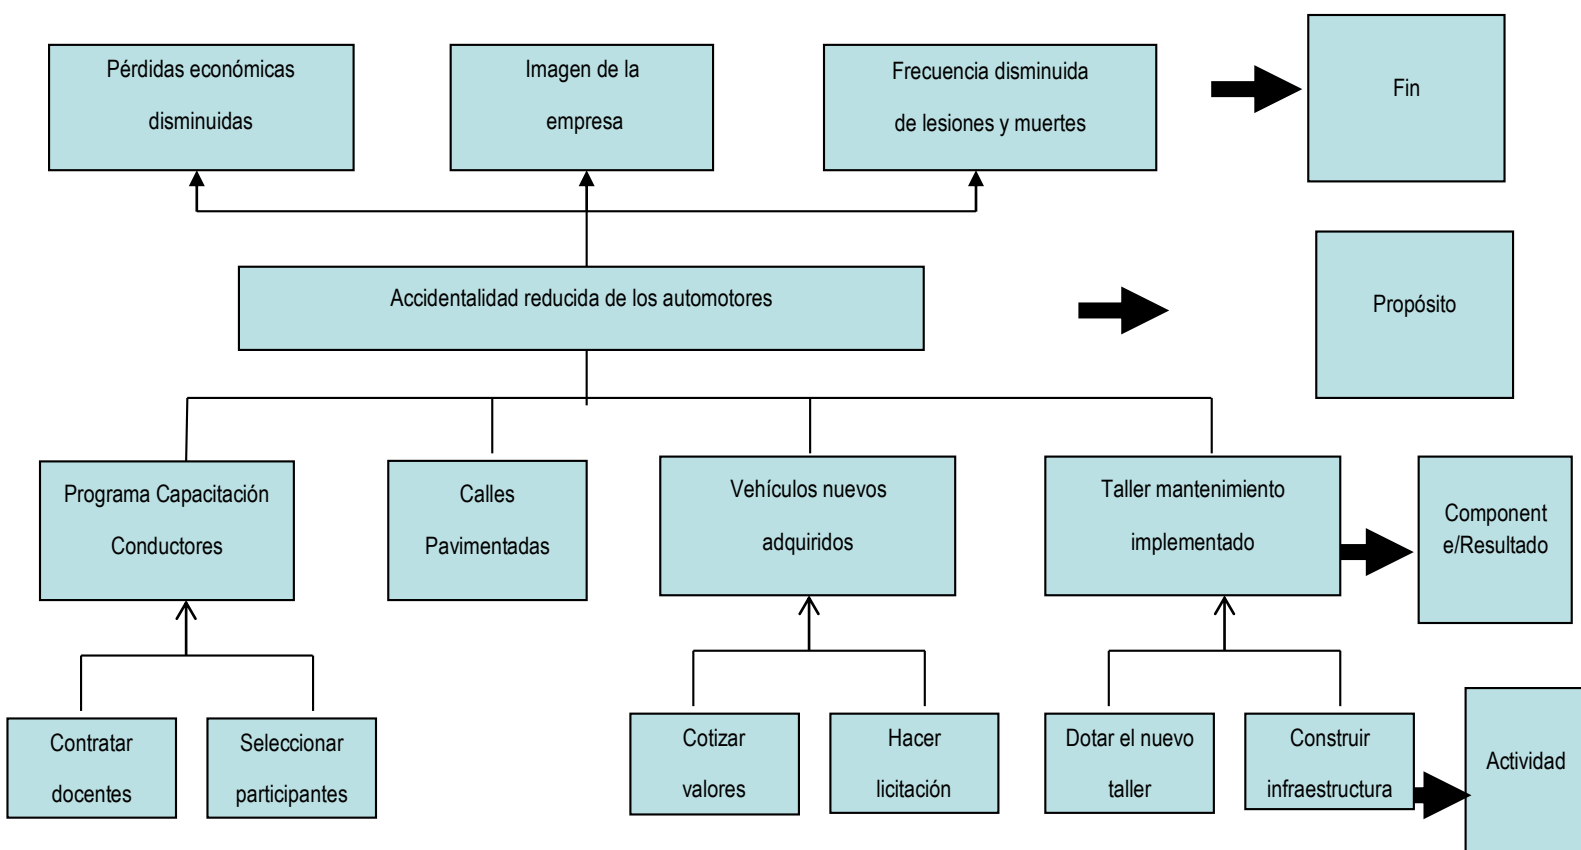 Pérdidas económicas
disminuidas
Imagen de la
empresa
Frecuencia disminuida
de lesiones y muertes
Fin
Accidentalidad reducida de los automotores
Propósito
Programa Capacitación
Conductores
Calles
Pavimentadas
Vehículos nuevos
adquiridos
Taller mantenimiento
implementado
Component
e/Resultado
Contratar
docentes
Seleccionar
participantes
Cotizar
valores
Hacer
licitación
Dotar el nuevo
taller
Construir
infraestructura
Actividad